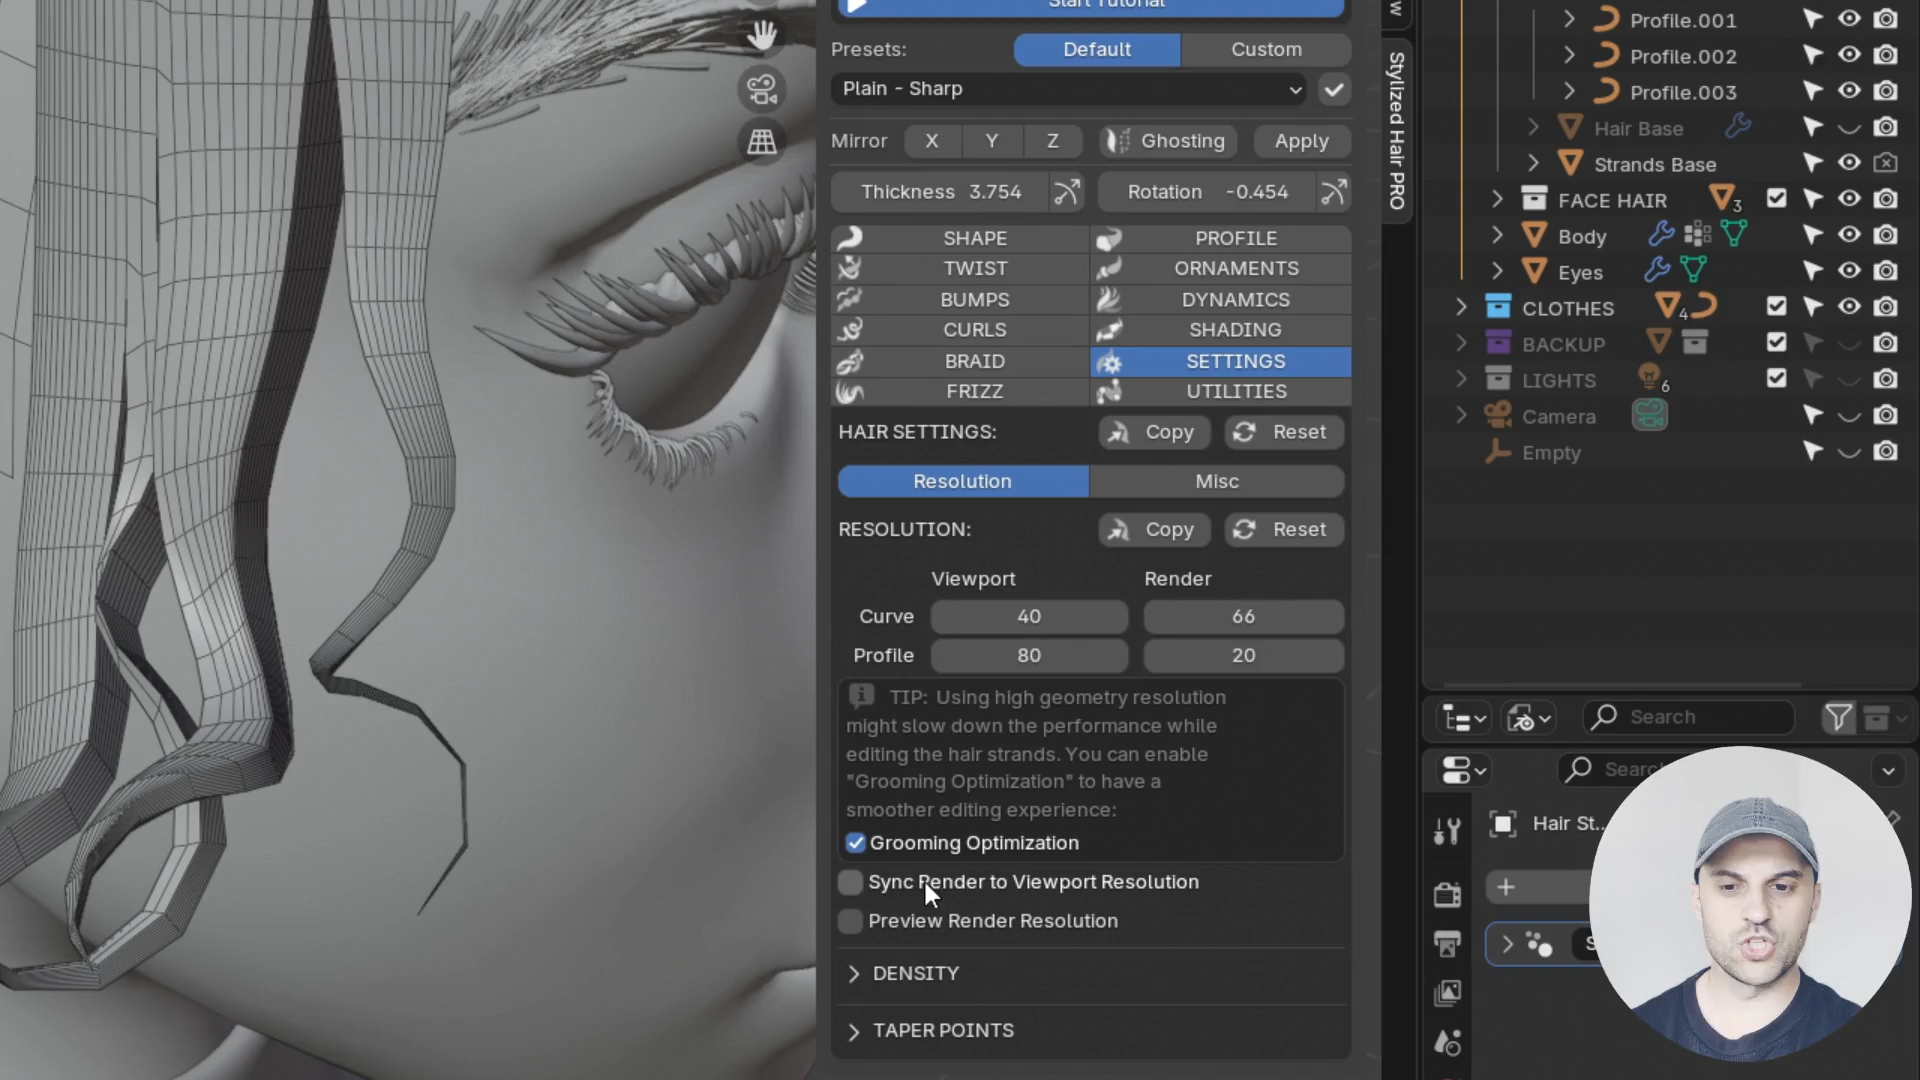 Start Tutorial
Presets:
Default
Custom
Plain - Sharp
Mirror
X
Y
Z
Ghosting
Apply
Thickness 3.754
Rotation -0.454
SHAPE
PROFILE
TWIST
ORNAMENTS
BUMPS
DYNAMICS
CURLS
SHADING
BRAID
SETTINGS
FRIZZ
UTILITIES
HAIR SETTINGS:
Copy
Reset
Resolution
Misc
RESOLUTION:
Copy
Reset
Viewport
Render
Curve
40
66
Profile
80
20
TIP: Using high geometry resolution
might slow down the performance while
editing the hair strands. You can enable
"Grooming Optimization" to have a
smoother editing experience:
Grooming Optimization
Sync Render to Viewport Resolution
Preview Render Resolution
DENSITY
TAPER POINTS
w
Stylized Hair PRO
Profile.001
Profile.002
Profile.003
Hair Base
Strands Base
FACE HAIR
3
Body
Eyes
CLOTHES
4
BACKUP
LIGHTS
6
Camera
Empty
Search
Searc
Hair St...
+
S